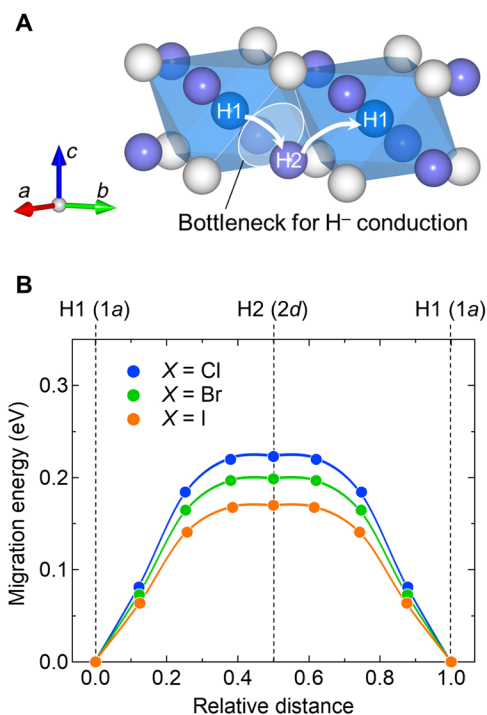 A
H1
H1
H2
c
a
b
Bottleneck for H⁻ conduction
B
H1 (1a)
H2 (2d)
H1 (1a)
X = Cl
X = Br
X = I
Migration energy (eV)
0.3
0.2
0.1
0.0
0.0
0.2
0.4
0.6
0.8
1.0
Relative distance